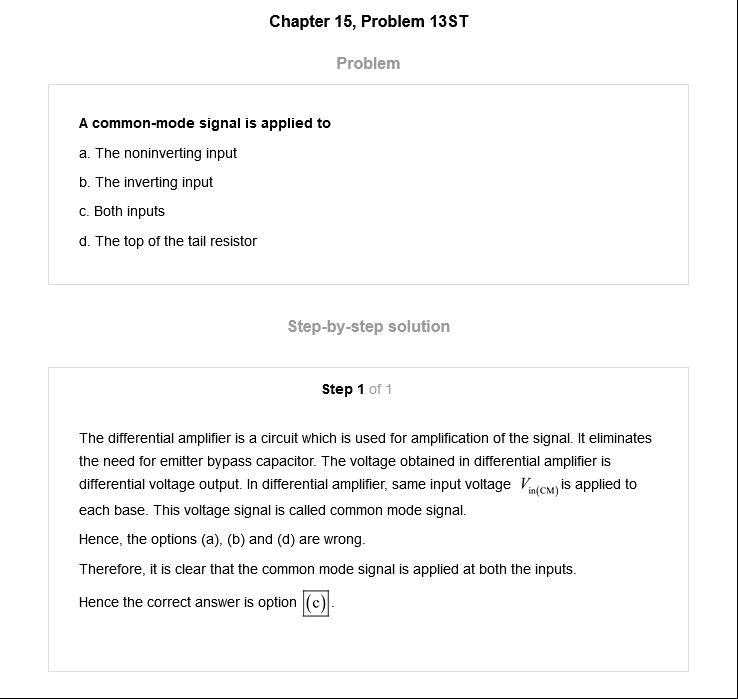 Chapter 15, Problem 13ST
Problem
A common-mode signal is applied to
a. The noninverting input
b. The inverting input
c. Both inputs
d. The top of the tail resistor
Step-by-step solution
Step 1 of 1
The differential amplifier is a circuit which is used for amplification of the signal. It eliminates
the need for emitter bypass capacitor. The voltage obtained in differential amplifier is
differential voltage output. In differential amplifier, same input voltage V in(CM) is applied to
each base. This voltage signal is called common mode signal.
Hence, the options (a), (b) and (d) are wrong.
Therefore, it is clear that the common mode signal is applied at both the inputs.
Hence the correct answer is option (c).